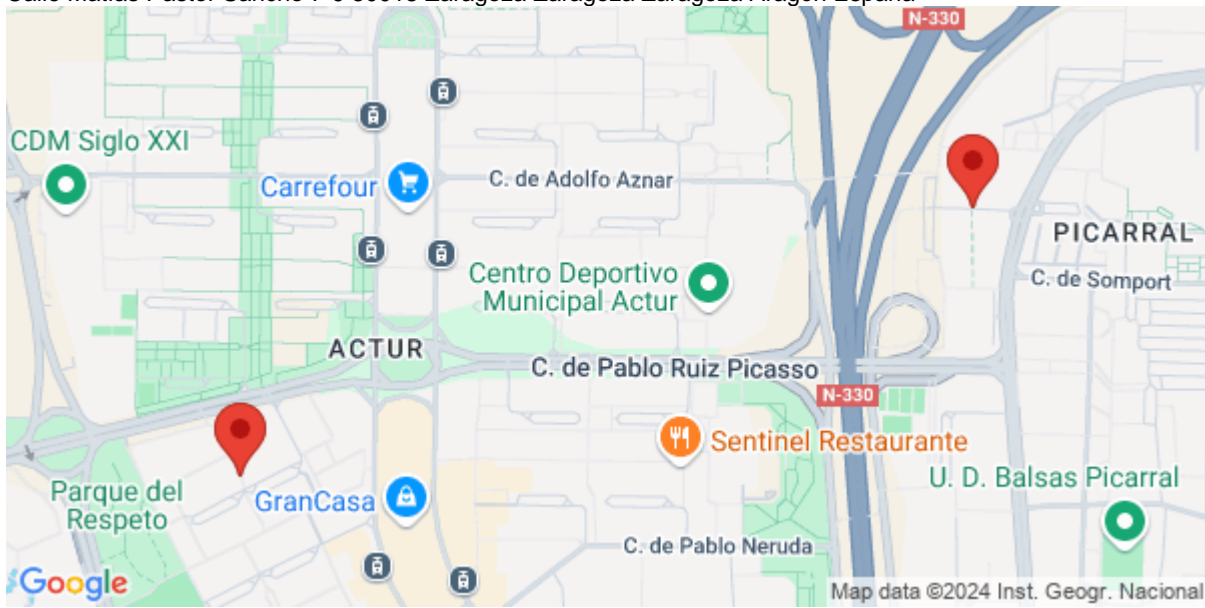 N-330
CDM Siglo XXI
Carrefour
C. de Adolfo Aznar
PICARRAL
Centro Deportivo
Municipal Actur
C. de Somport
ACTUR
C. de Pablo Ruiz Picasso
N-330
Sentinel Restaurante
Parque del
Respeto
GranCasa
U. D. Balsas Picarral
C. de Pablo Neruda
Google
Map data ©2024 Inst. Geogr. Nacional